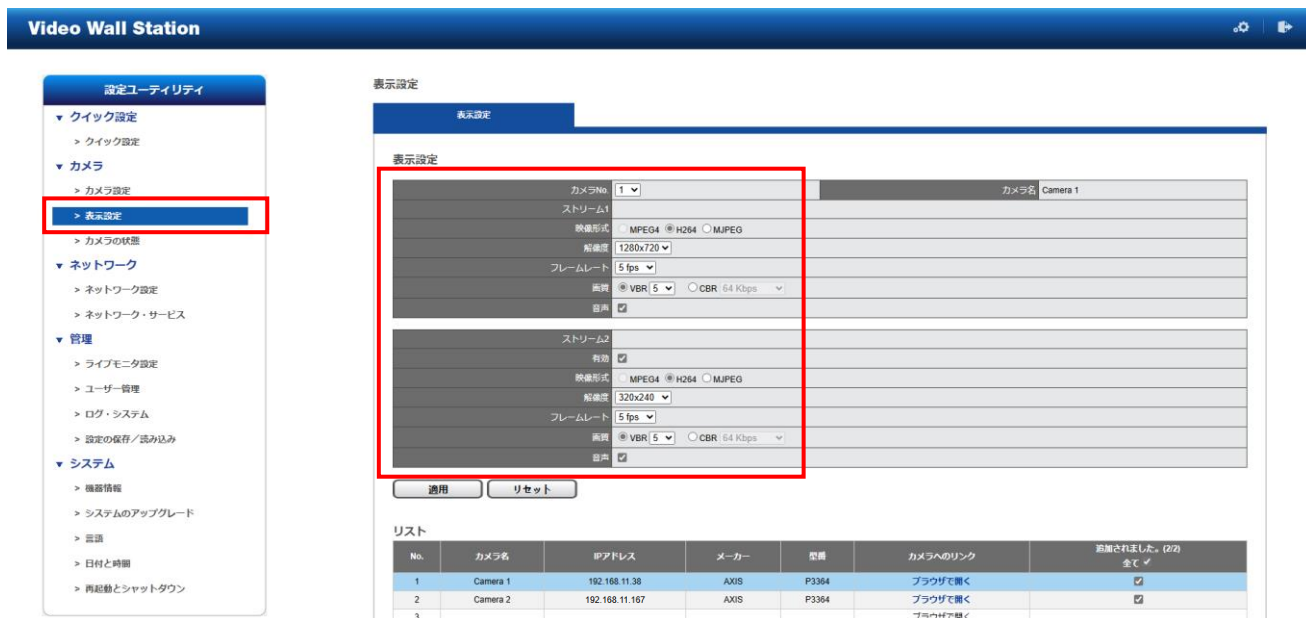 Video Wall Station
設定ユーティリティ
▼ クイック設定
> クイック設定
▼ カメラ
> カメラ設定
> 表示設定
> カメラの状態
▼ ネットワーク
> ネットワーク設定
> ネットワーク・サービス
▼ 管理
> ライブモニタ設定
> ユーザー管理
> ログ・システム
> 設定の保存／読み込み
▼ システム
> 機器情報
> システムのアップグレード
> 言語
> 日付と時間
> 再起動とシャットダウン
表示設定
表示設定
表示設定
カメラNo. 1 カメラ名 Camera 1
ストリーム1
映像形式 MPEG4 H264 MJPEG
解像度 1280x720
フレームレート 5 fps
画質 VBR 5 CBR 64 Kbps
音声
ストリーム2
有効
映像形式 MPEG4 H264 MJPEG
解像度 320x240
フレームレート 5 fps
画質 VBR 5 CBR 64 Kbps
音声
適用 リセット
リスト
No. カメラ名 IPアドレス メーカー 型番 カメラへのリンク 追加されました。(2/2)
全て
1 Camera 1 192.168.11.38 AXIS P3364 ブラウザで開く
2 Camera 2 192.168.11.167 AXIS P3364 ブラウザで開く
3 ブラウザで開く